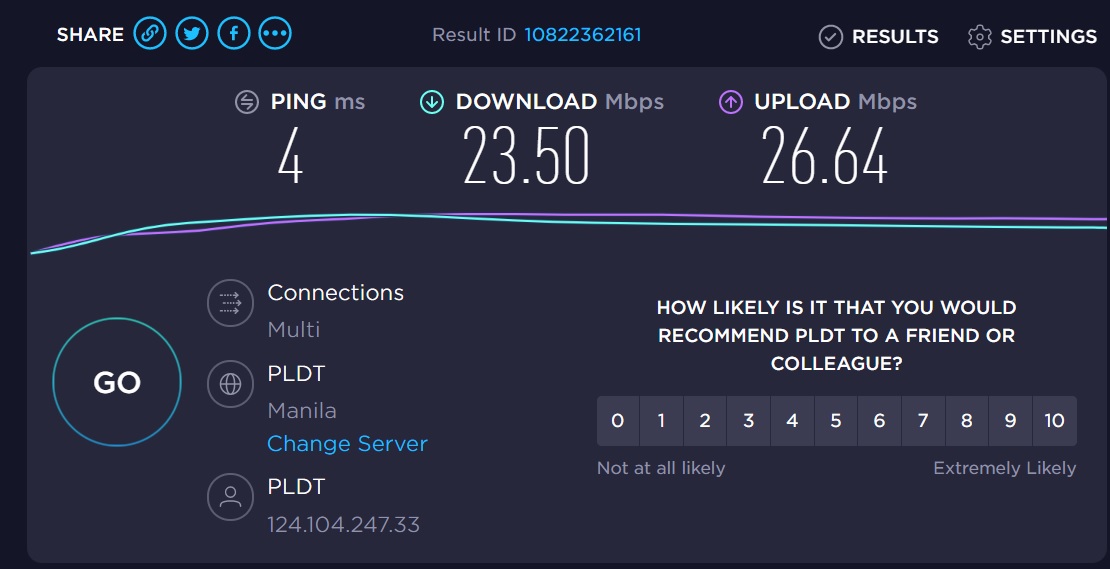 SHARE
Result ID 10822362161
RESULTS
SETTINGS
PING ms
DOWNLOAD Mbps
UPLOAD Mbps
4
23.50
26.64
GO
Connections
Multi
PLDT
Manila
Change Server
PLDT
124.104.247.33
HOW LIKELY IS IT THAT YOU WOULD
RECOMMEND PLDT TO A FRIEND OR
COLLEAGUE?
0 1 2 3 4 5 6 7 8 9 10
Not at all likely
Extremely Likely